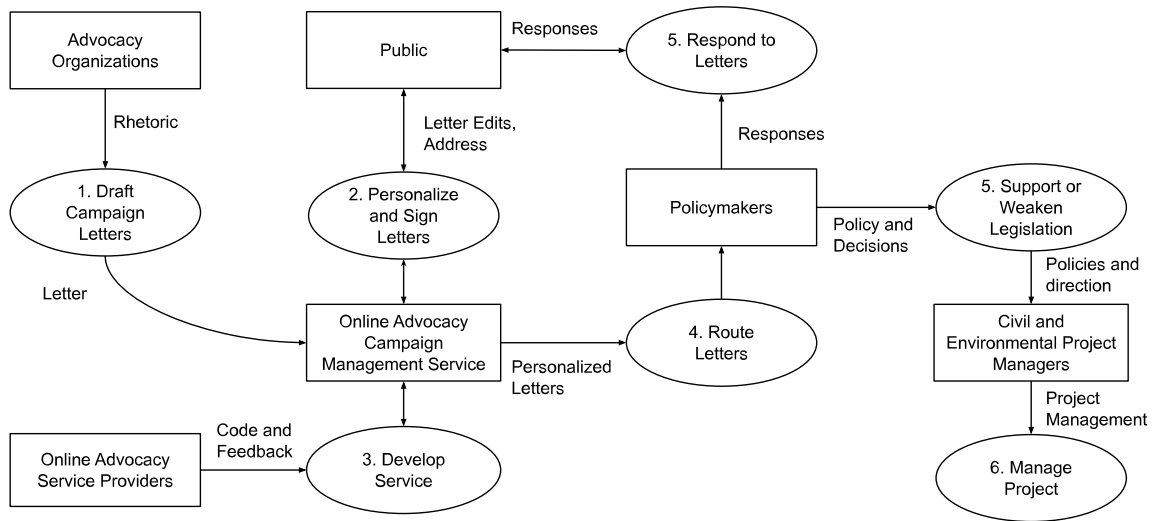 Advocacy
Organizations
Public
Responses
5. Respond to
Letters
Rhetoric
Letter Edits,
Address
Responses
1. Draft
Campaign
Letters
2. Personalize
and Sign
Letters
Policymakers
Policy and
Decisions
5. Support or
Weaken
Legislation
Letter
Policies and
direction
Online Advocacy
Campaign
Management Service
Personalized
Letters
4. Route
Letters
Civil and
Environmental Project
Managers
Project
Management
Online Advocacy
Service Providers
Code and
Feedback
3. Develop
Service
6. Manage
Project